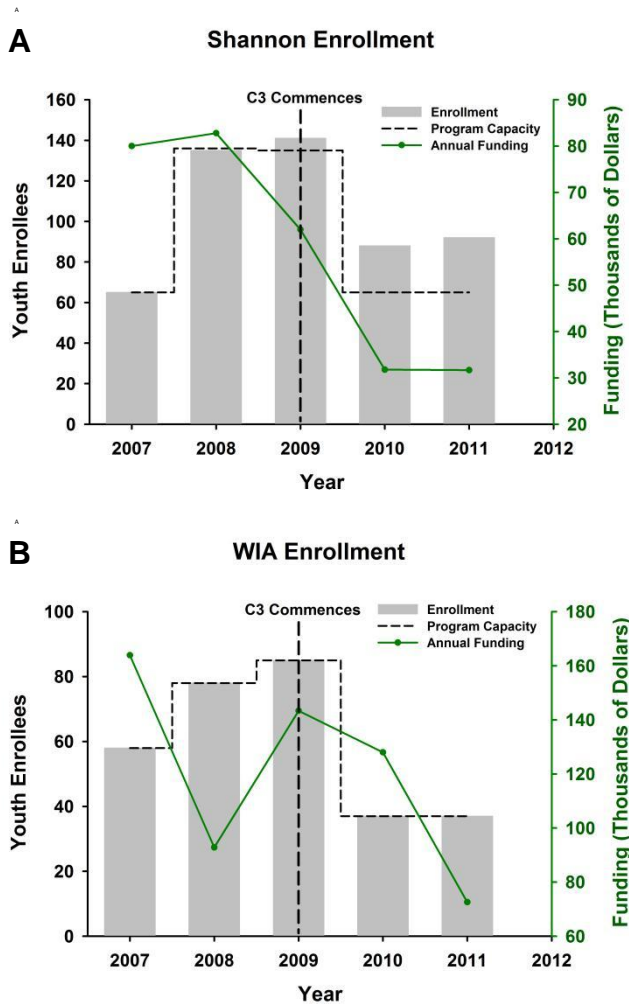 A
A
Shannon Enrollment
C3 Commences
Enrollment
Program Capacity
Annual Funding
160
140
120
100
80
60
40
20
0
Youth Enrollees
90
80
70
60
50
40
30
20
Funding (Thousands of Dollars)
2007 2008 2009 2010 2011 2012
Year
A
B
WIA Enrollment
C3 Commences
Enrollment
Program Capacity
Annual Funding
100
80
60
40
20
0
Youth Enrollees
180
160
140
120
100
80
60
Funding (Thousands of Dollars)
2007 2008 2009 2010 2011 2012
Year